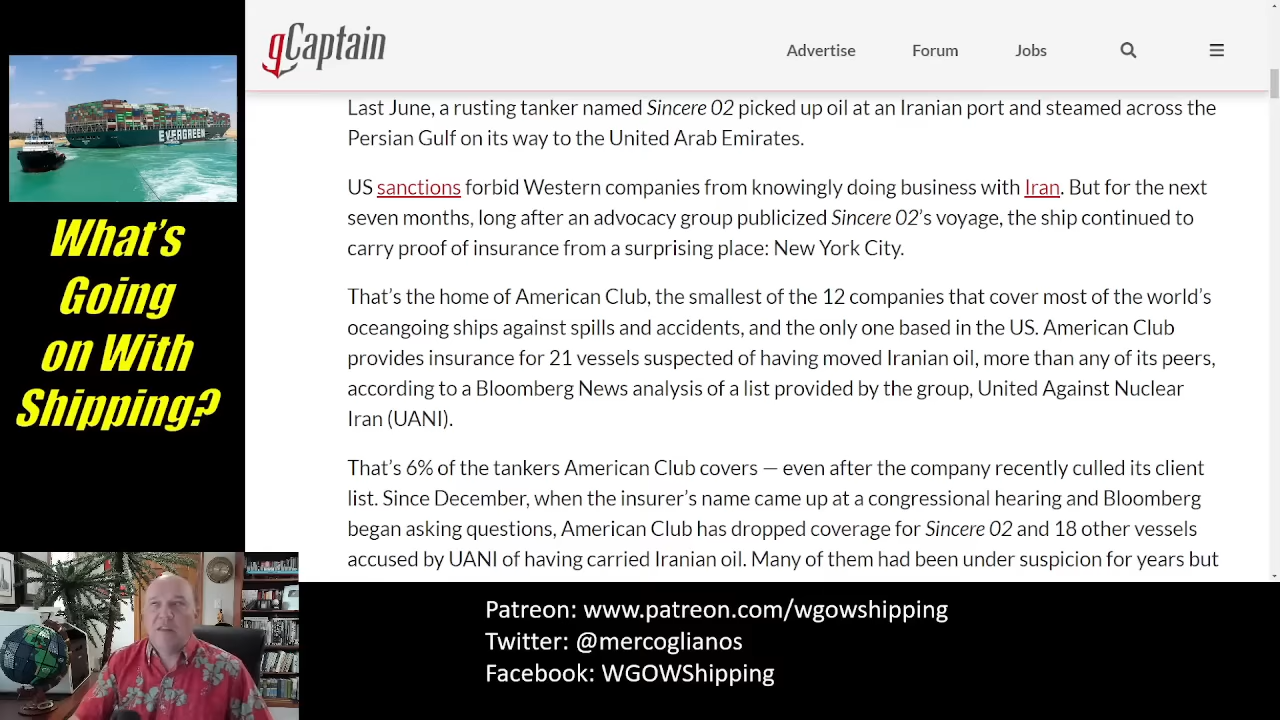 gCaptain
Advertise
Forum
Jobs
EVERGREEN
What's
Going
on With
Shipping?
Last June, a rusting tanker named Sincere 02 picked up oil at an Iranian port and steamed across the
Persian Gulf on its way to the United Arab Emirates.
US sanctions forbid Western companies from knowingly doing business with Iran. But for the next
seven months, long after an advocacy group publicized Sincere 02’s voyage, the ship continued to
carry proof of insurance from a surprising place: New York City.
That’s the home of American Club, the smallest of the 12 companies that cover most of the world’s
oceangoing ships against spills and accidents, and the only one based in the US. American Club
provides insurance for 21 vessels suspected of having moved Iranian oil, more than any of its peers,
according to a Bloomberg News analysis of a list provided by the group, United Against Nuclear
Iran (UANI).
That’s 6% of the tankers American Club covers — even after the company recently culled its client
list. Since December, when the insurer’s name came up at a congressional hearing and Bloomberg
began asking questions, American Club has dropped coverage for Sincere 02 and 18 other vessels
accused by UANI of having carried Iranian oil. Many of them had been under suspicion for years but
Patreon: www.patreon.com/wgowshipping
Twitter: @mercoglianos
Facebook: WGOWShipping